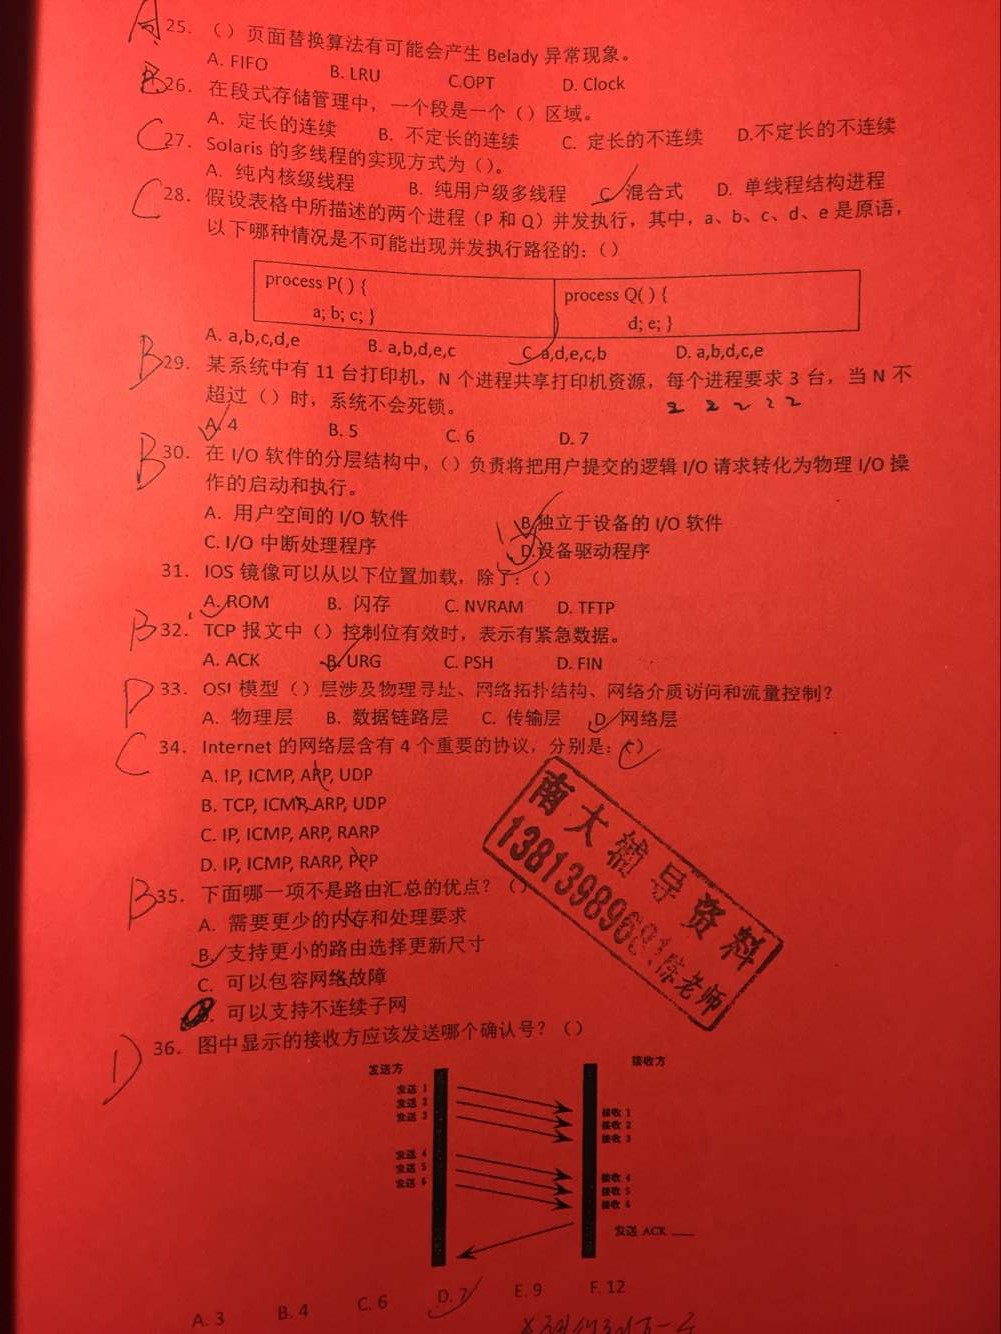 A 25. （）页面替换算法有可能会产生 Belady 异常现象。
A. FIFO B. LRU C.OPT D. Clock
B 26. 在段式存储管理中，一个段是一个（）区域。
A. 定长的连续 B. 不定长的连续 C. 定长的不连续 D.不定长的不连续
C 27. Solaris 的多线程的实现方式为（）。
A. 纯内核级线程 B. 纯用户级多线程 C 混合式 D. 单线程结构进程
C 28. 假设表格中所描述的两个进程（P 和 Q）并发执行，其中，a、b、c、d、e 是原语，
以下哪种情况是不可能出现并发执行路径的：（）
process P( ) { process Q( ) {
a; b; c; } d; e; }
A. a,b,c,d,e B. a,b,d,e,c C a,d,e,c,b D. a,b,d,c,e
B 29. 某系统中有 11 台打印机，N 个进程共享打印机资源，每个进程要求 3 台，当 N 不
超过（）时，系统不会死锁。 2 2 2 2 2
A. 4 B. 5 C. 6 D. 7
B 30. 在 I/O 软件的分层结构中，（）负责将把用户提交的逻辑 I/O 请求转化为物理 I/O 操
作的启动和执行。
A. 用户空间的 I/O 软件 B.独立于设备的 I/O 软件
C. I/O 中断处理程序 D.设备驱动程序
31. IOS 镜像可以从以下位置加载，除了：（）
A. ROM B. 闪存 C. NVRAM D. TFTP
B 32. TCP 报文中（）控制位有效时，表示有紧急数据。
A. ACK B. URG C. PSH D. FIN
D 33. OSI 模型（）层涉及物理寻址、网络拓扑结构、网络介质访问和流量控制？
A. 物理层 B. 数据链路层 C. 传输层 D 网络层
C 34. Internet 的网络层含有 4 个重要的协议，分别是：（C）
A. IP, ICMP, ARP, UDP
B. TCP, ICMP, ARP, UDP
C. IP, ICMP, ARP, RARP
D. IP, ICMP, RARP, PPP
南大辅导资料
13813989681陈老师
B 35. 下面哪一项不是路由汇总的优点？（）
A. 需要更少的内存和处理要求
B. 支持更小的路由选择更新尺寸
C. 可以包容网络故障
可以支持不连续子网
D 36. 图中显示的接收方应该发送哪个确认号？（）
发送方 接收方
发送 1
发送 2
发送 3
接收 1
接收 2
接收 3
发送 4
发送 5
发送 6
接收 4
接收 5
接收 6
发送 ACK ___
A. 3 B. 4 C. 6 D. 7 E. 9 F. 12